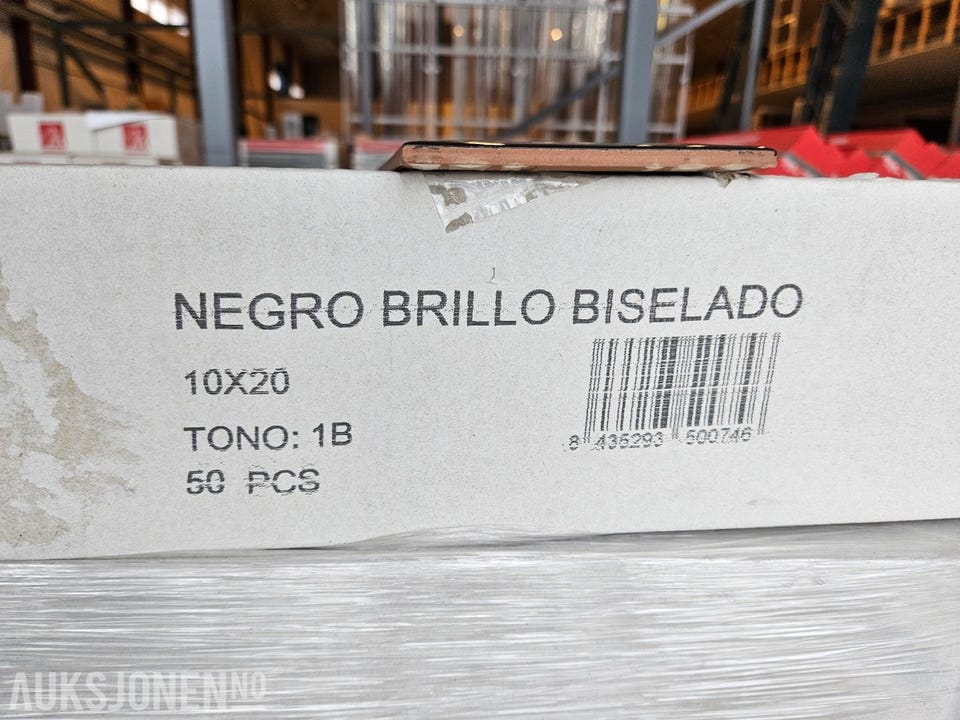 NEGRO BRILLO BISELADO
10X20
TONO: 1B
50 PCS
8 435293 500746
AUKSJONEN.NO